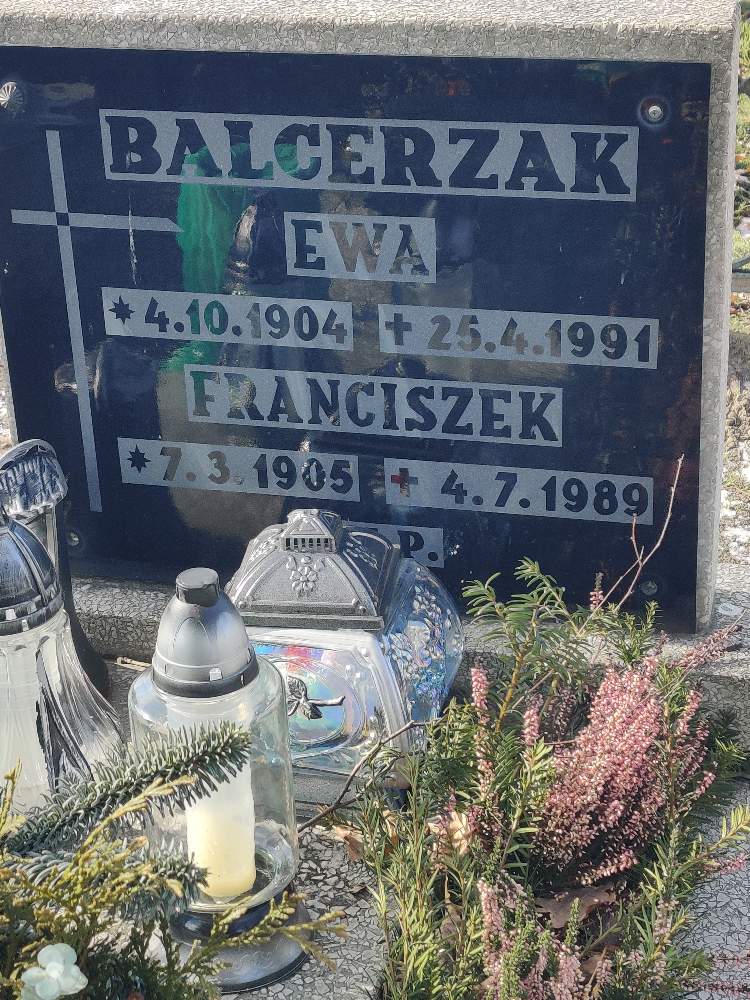 BALCERZAK
EWA
* 4.10.1904 + 25.4.1991
FRANCISZEK
* 7.3.1905 + 4.7.1989
P.